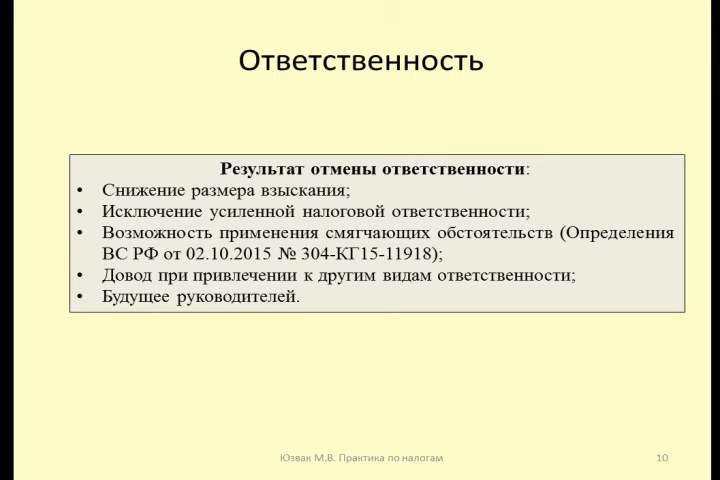 Ответственность
Результат отмены ответственности:
• Снижение размера взыскания;
• Исключение усиленной налоговой ответственности;
• Возможность применения смягчающих обстоятельств (Определения
ВС РФ от 02.10.2015 № 304-КГ15-11918);
• Довод при привлечении к другим видам ответственности;
• Будущее руководителей.
Юзвак М.В. Практика по налогам
10